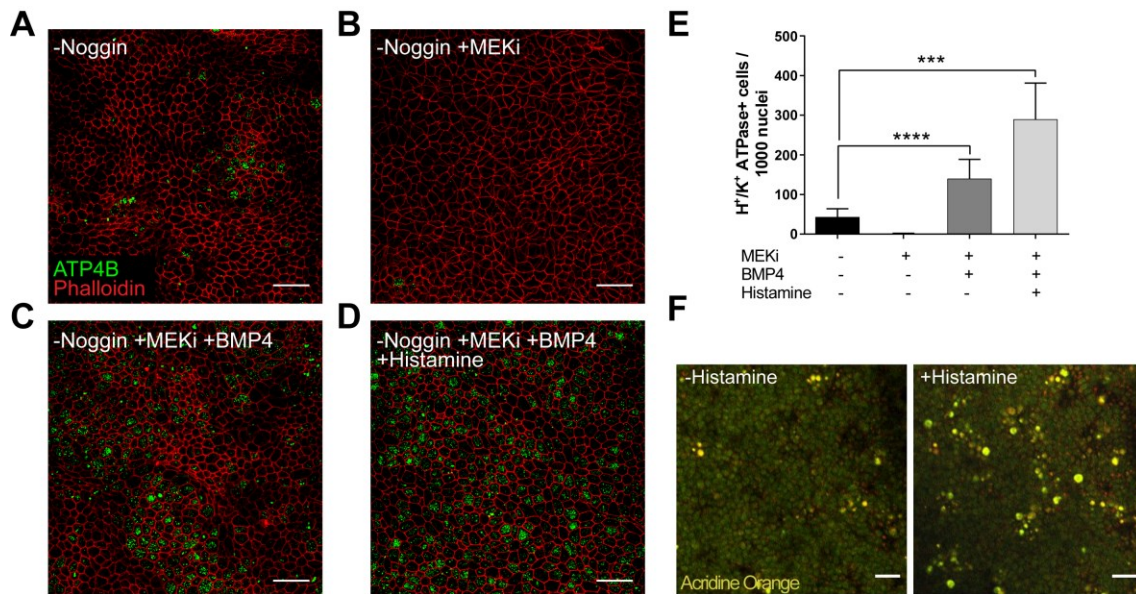 A
-Noggin
ATP4B
Phalloidin
B
-Noggin +MEKi
C
-Noggin +MEKi +BMP4
D
-Noggin +MEKi +BMP4
+Histamine
E
H⁺/K⁺ ATPase+ cells /
1000 nuclei
500
400
300
200
100
0
***
****
MEKi - + + +
BMP4 - - + +
Histamine - - - +
F
-Histamine
Acridine Orange
+Histamine